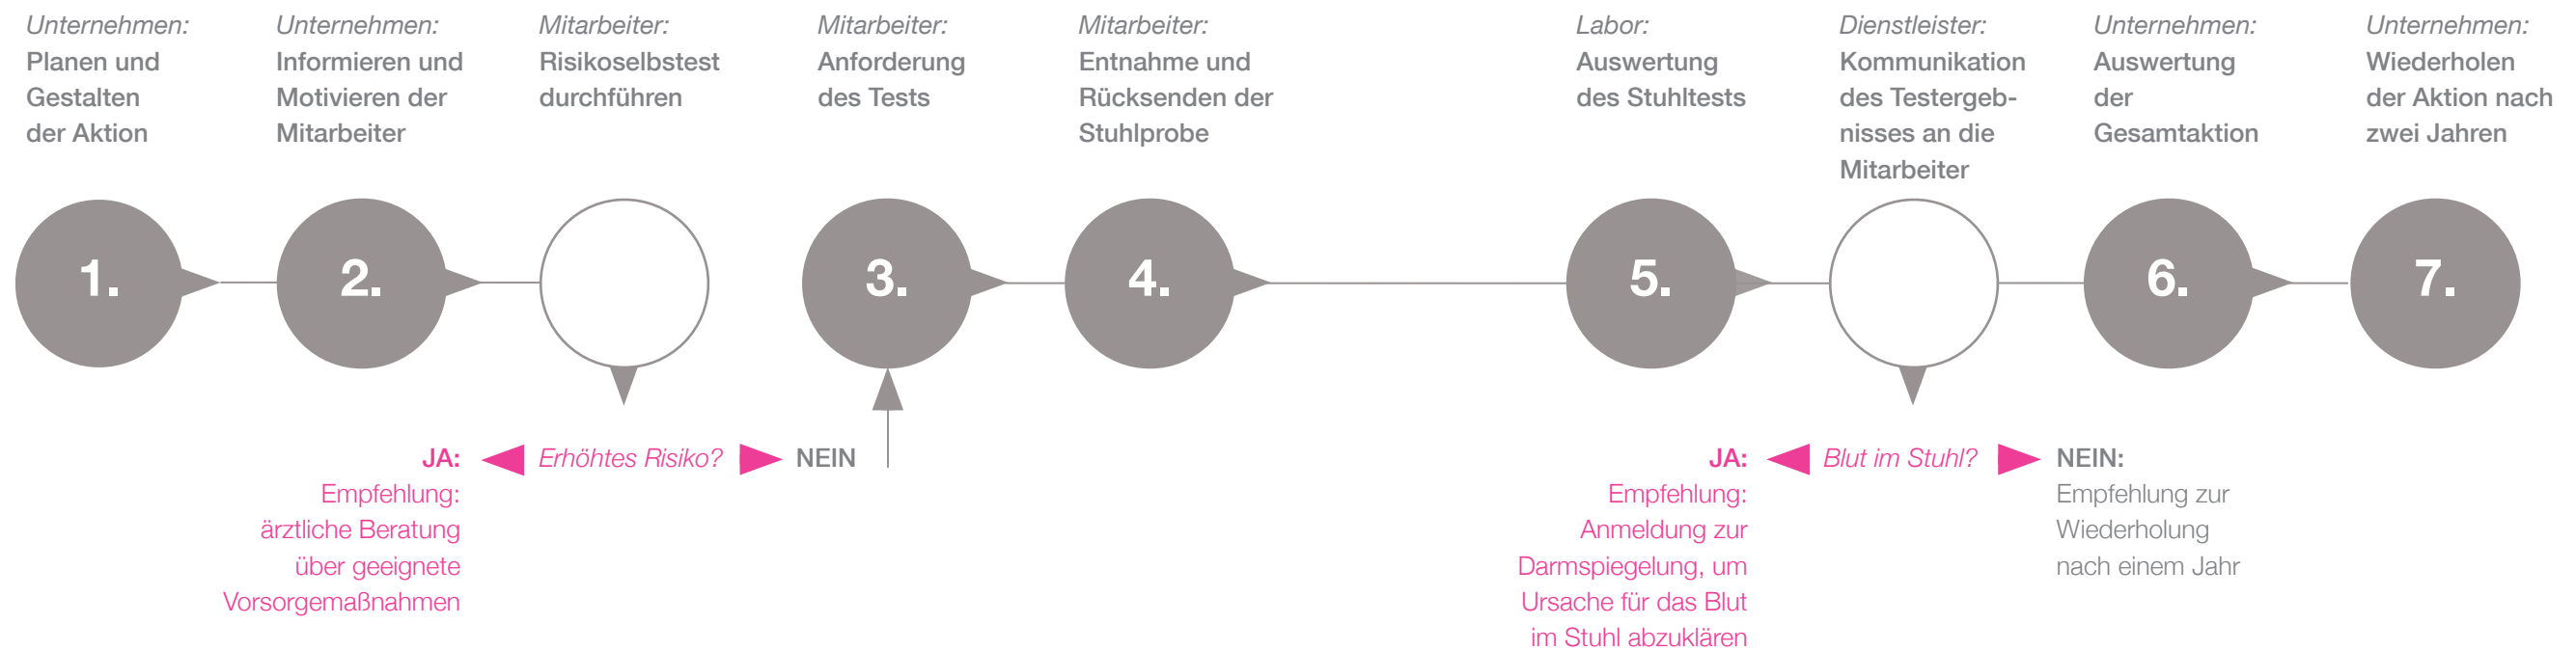 Unternehmen:
Planen und
Gestalten
der Aktion
Unternehmen:
Informieren und
Motivieren der
Mitarbeiter
Mitarbeiter:
Risikoselbstest
durchführen
Mitarbeiter:
Anforderung
des Tests
Mitarbeiter:
Entnahme und
Rücksenden der
Stuhlprobe
Labor:
Auswertung
des Stuhltests
Dienstleister:
Kommunikation
des Testergeb-
nisses an die
Mitarbeiter
Unternehmen:
Auswertung
der
Gesamtaktion
Unternehmen:
Wiederholen
der Aktion nach
zwei Jahren
1.
2.
3.
4.
5.
6.
7.
JA:
Empfehlung:
ärztliche Beratung
über geeignete
Vorsorgemaßnahmen
Erhöhtes Risiko?
NEIN
JA:
Empfehlung:
Anmeldung zur
Darmspiegelung, um
Ursache für das Blut
im Stuhl abzuklären
Blut im Stuhl?
NEIN:
Empfehlung zur
Wiederholung
nach einem Jahr